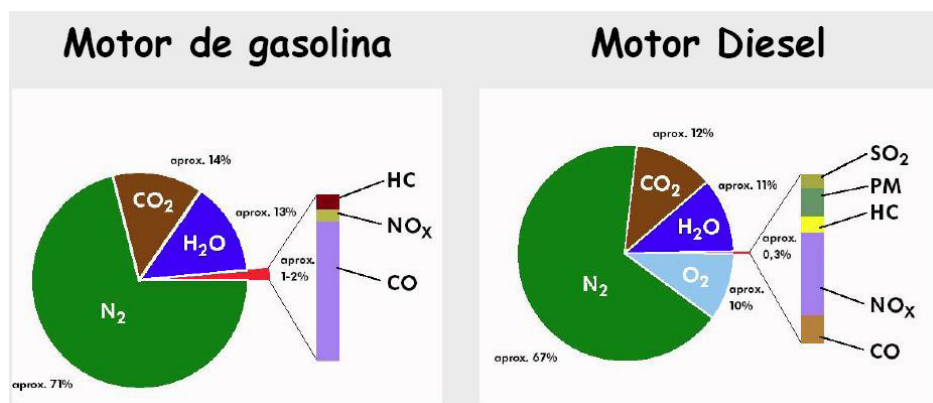 Motor de gasolina
aprox. 14%
CO2
HC
aprox. 13%
NOX
H2O
aprox.
1-2%
CO
N2
aprox. 71%
Motor Diesel
aprox. 12%
SO2
PM
CO2
aprox. 11%
HC
H2O
aprox.
0,3%
O2
N2
aprox.
10%
NOX
CO
aprox. 67%